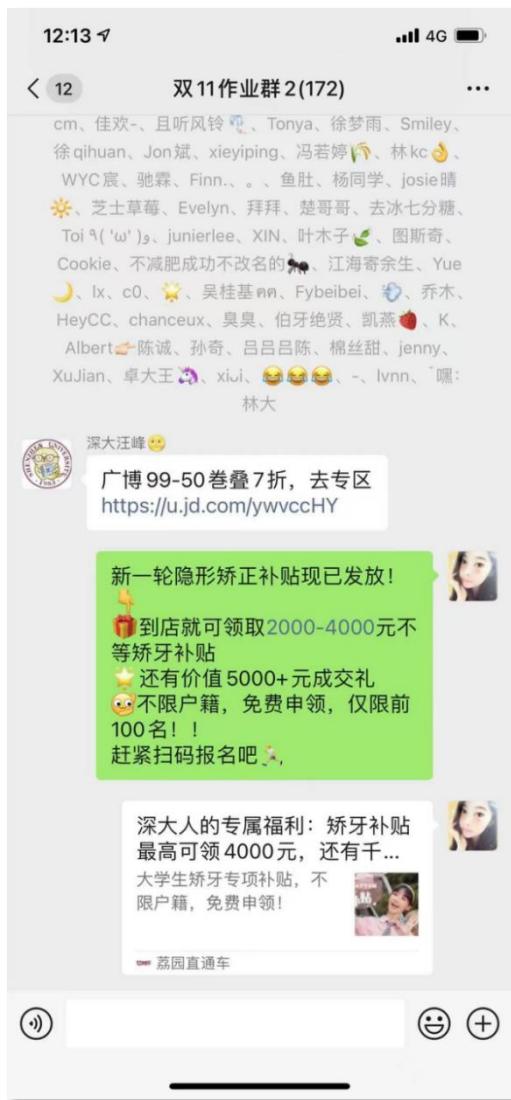 12:13
4G
12
双11作业群2(172)
cm、佳欢-、且听风铃🎐、Tonya、徐梦雨、Smiley、
徐qihuan、Jon斌、xieyiping、冯若婷🎋、林kc👌、
WYC宸、驰霖、Finn.、。、鱼肚、杨同学、josie晴
☀️、芝士草莓、Evelyn、拜拜、楚哥哥、去冰七分糖、
Toi ٩( 'ω' )و、junierlee、XIN、叶木子🌿、图斯奇、
Cookie、不减肥成功不改名的🐜、江海寄余生、Yue
🌙、lx、c0、🌟、吴桂基คค、Fybeibei、💨、乔木、
HeyCC、chanceux、臭臭、伯牙绝贤、凯燕🍓、K、
Albert👉🏻陈诚、孙奇、吕吕吕陈、棉丝甜、jenny、
XuJian、卓大王🦄、xiωi、😂😂😂、-、lvnn、¨嘿:
林大
深大汪峰🌝
广博99-50巻叠7折，去专区
https://u.jd.com/ywvccHY
新一轮隐形矫正补贴现已发放！
👇
🎁到店就可领取2000-4000元不
等矫牙补贴
🌟还有价值5000+元成交礼
不限户籍，免费申领，仅限前
100名！！
赶紧扫码报名吧🏃🏻‍♀️,
深大人的专属福利：矫牙补贴
最高可领4000元，还有千...
大学生矫牙专项补贴，不
限户籍，免费申领！
荔园直通车